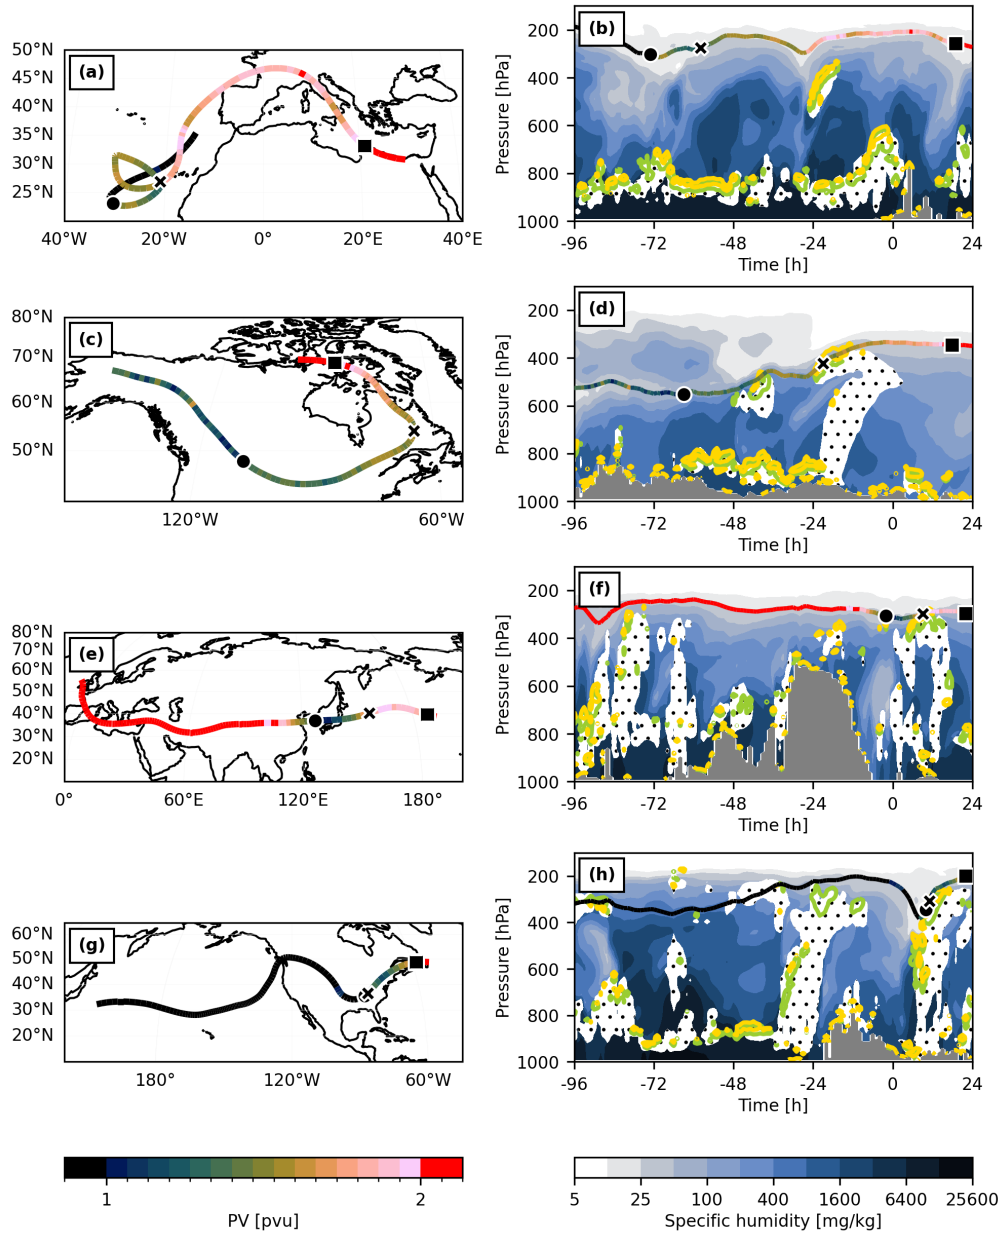 (a)
50°N
45°N
40°N
35°N
30°N
25°N
40°W 20°W 0° 20°E 40°E
(b)
Pressure [hPa]
200
400
600
800
1000
-96 -72 -48 -24 0 24
Time [h]
(c)
80°N
70°N
60°N
50°N
120°W 60°W
(d)
Pressure [hPa]
200
400
600
800
1000
-96 -72 -48 -24 0 24
Time [h]
(e)
80°N
70°N
60°N
50°N
40°N
30°N
20°N
0° 60°E 120°E 180°
(f)
Pressure [hPa]
200
400
600
800
1000
-96 -72 -48 -24 0 24
Time [h]
(g)
60°N
50°N
40°N
30°N
20°N
180° 120°W 60°W
(h)
Pressure [hPa]
200
400
600
800
1000
-96 -72 -48 -24 0 24
Time [h]
1 2
PV [pvu]
5 25 100 400 1600 6400 25600
Specific humidity [mg/kg]